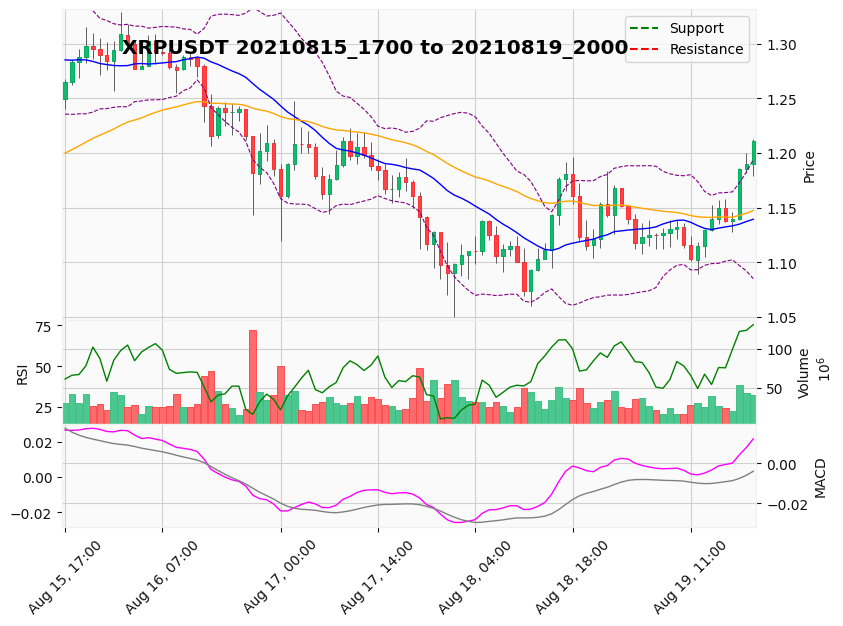 XRPUSDT 20210815_1700 to 20210819_2000
Support
Resistance
1.30
1.25
1.20
1.15
1.10
1.05
Price
75
50
25
RSI
100
50
Volume
10^6
0.02
0.00
−0.02
0.00
−0.02
MACD
Aug 15, 17:00
Aug 16, 07:00
Aug 17, 00:00
Aug 17, 14:00
Aug 18, 04:00
Aug 18, 18:00
Aug 19, 11:00